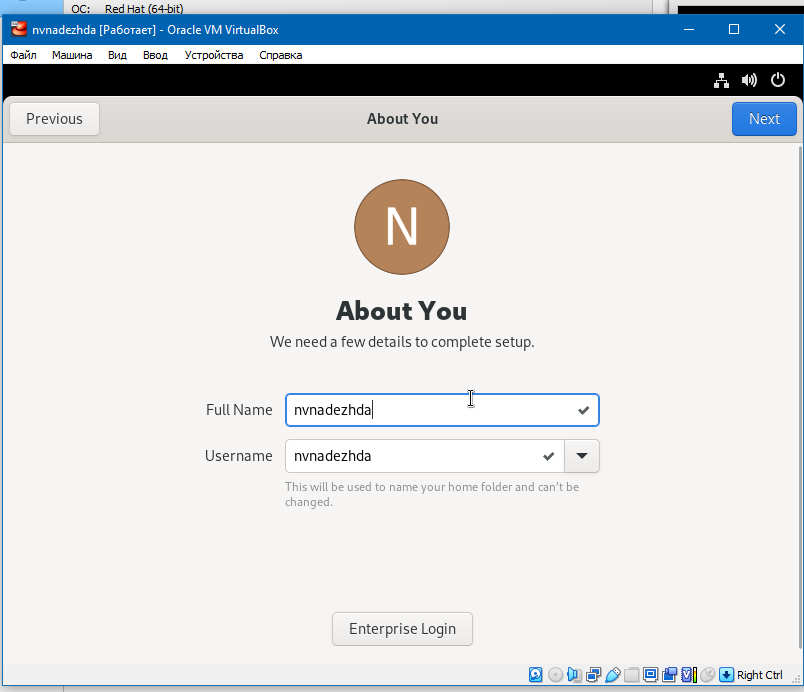 ОС: Red Hat (64-bit)
nvnadezhda [Работает] - Oracle VM VirtualBox
Файл Машина Вид Ввод Устройства Справка
Previous About You Next
N
About You
We need a few details to complete setup.
Full Name nvnadezhda
Username nvnadezhda
This will be used to name your home folder and can't be
changed.
Enterprise Login
Right Ctrl